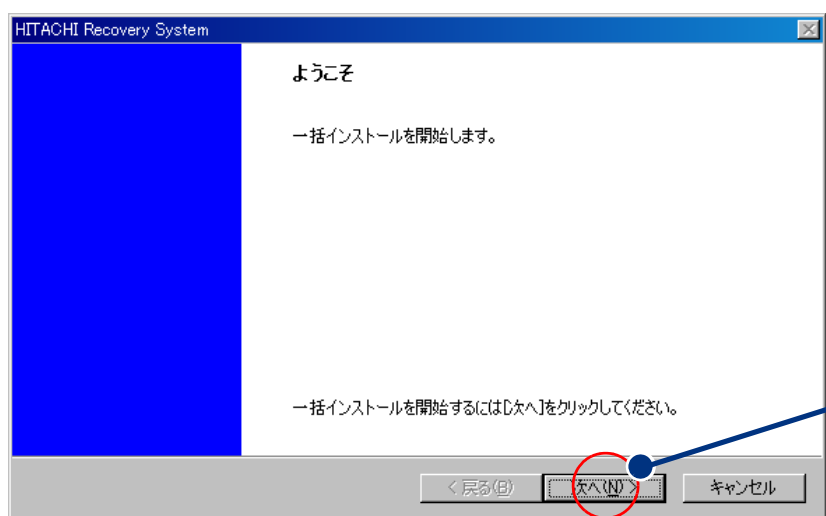 HITACHI Recovery System
ようこそ
一括インストールを開始します。
一括インストールを開始するには[次へ]をクリックしてください。
< 戻る(B) 次へ(N) > キャンセル